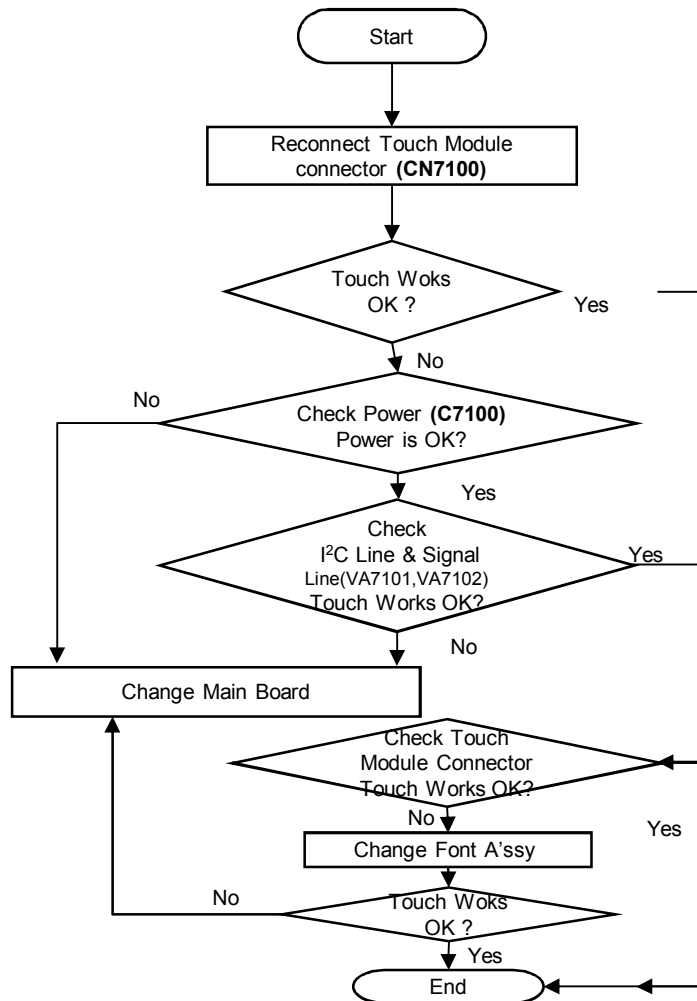 Start
Reconnect Touch Module
connector (CN7100)
Touch Woks
OK ?
Yes
No
No
Check Power (C7100)
Power is OK?
Yes
Check
I²C Line & Signal
Line(VA7101,VA7102)
Touch Works OK?
Yes
No
Change Main Board
Check Touch
Module Connector
Touch Works OK?
No
Yes
Change Font A'ssy
No
Touch Woks
OK ?
Yes
End